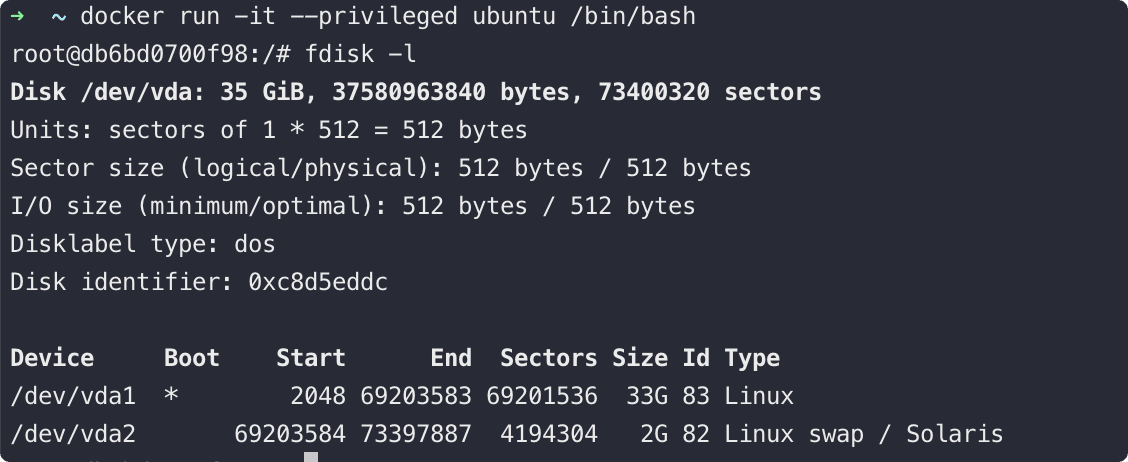 → ~ docker run -it --privileged ubuntu /bin/bash
root@db6bd0700f98:/# fdisk -l
Disk /dev/vda: 35 GiB, 37580963840 bytes, 73400320 sectors
Units: sectors of 1 * 512 = 512 bytes
Sector size (logical/physical): 512 bytes / 512 bytes
I/O size (minimum/optimal): 512 bytes / 512 bytes
Disklabel type: dos
Disk identifier: 0xc8d5eddc
Device     Boot    Start      End  Sectors Size Id Type
/dev/vda1  *        2048 69203583 69201536  33G 83 Linux
/dev/vda2       69203584 73397887  4194304   2G 82 Linux swap / Solaris